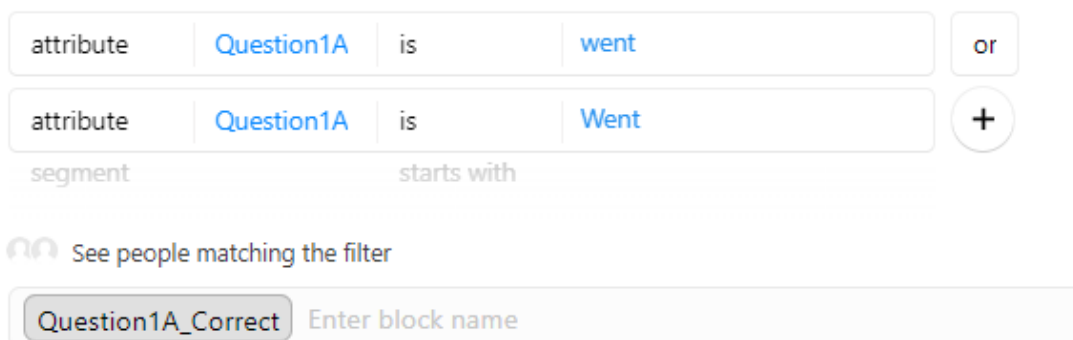 attribute Question1A is went or
attribute Question1A is Went +
segment starts with
See people matching the filter
Question1A_Correct Enter block name